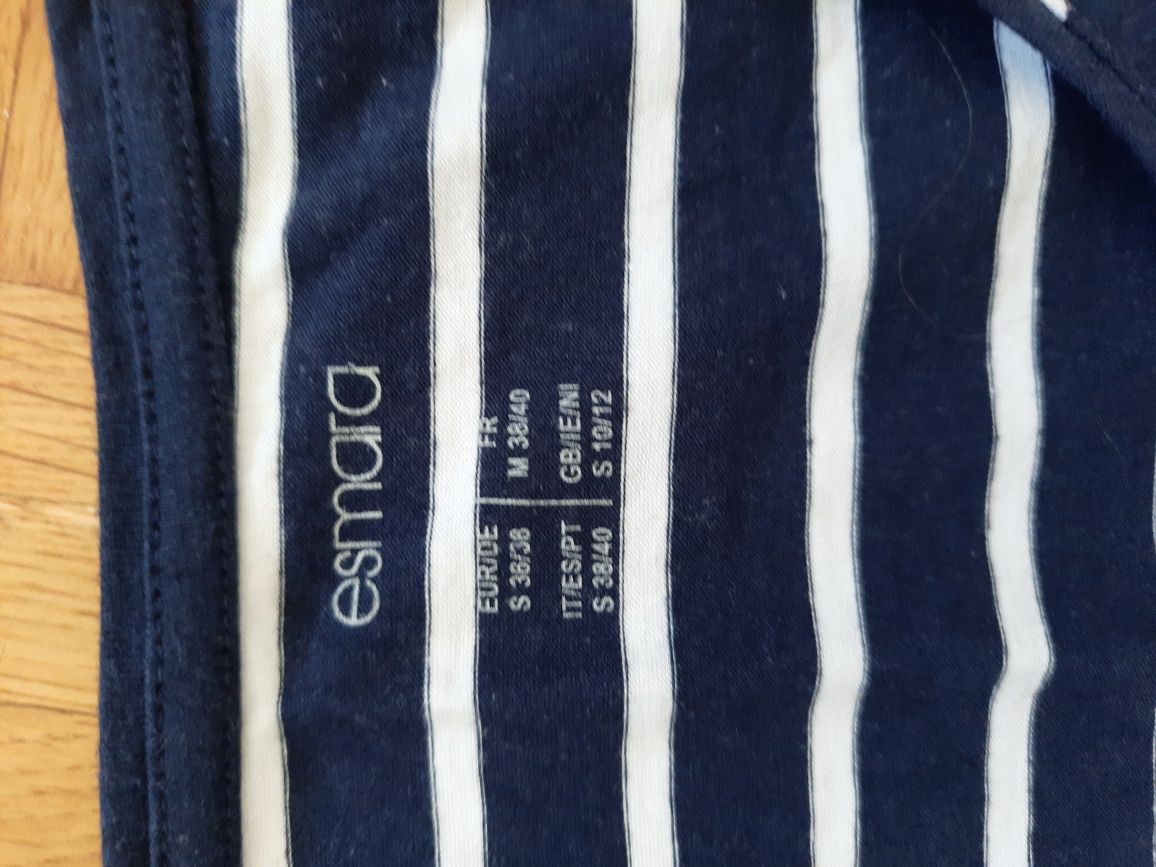 esmara
EUR/DE FR
S 36/38 M 38/40
IT/ES/PT GB/IE/NI
S 38/40 S 10/12